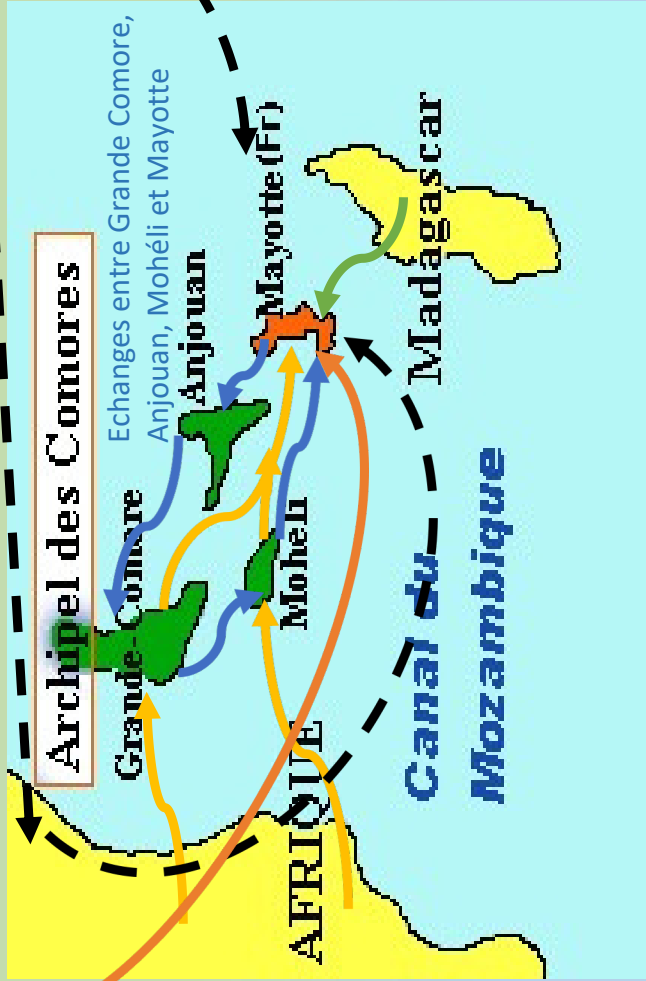 Archipel des Comores
Echanges entre Grande Comore,
Anjouan, Mohéli et Mayotte
Grande-Comore
Anjouan
Mayotte (Fr)
Mohéli
Madagascar
AFRIQUE
Canal du
Mozambique